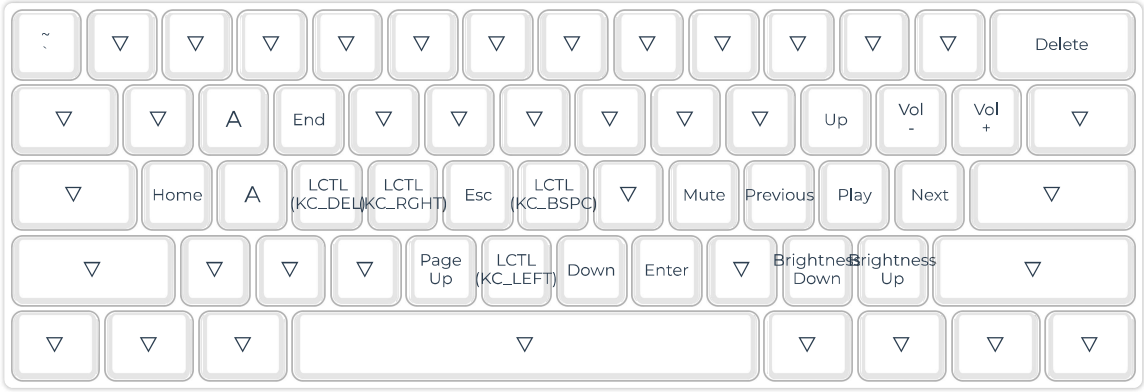 ~
`
▽ ▽ ▽ ▽ ▽ ▽ ▽ ▽ ▽ ▽ ▽ ▽ Delete
▽ ▽ A End ▽ ▽ ▽ ▽ ▽ ▽ Up Vol
-
Vol
+
▽
▽ Home A LCTL
(KC_DEL)
LCTL
(KC_RGHT)
Esc LCTL
(KC_BSPC)
▽ Mute Previous Play Next ▽
▽ ▽ ▽ ▽ Page
Up
LCTL
(KC_LEFT)
Down Enter ▽ Brightness
Down
Brightness
Up
▽
▽ ▽ ▽ ▽ ▽ ▽ ▽ ▽